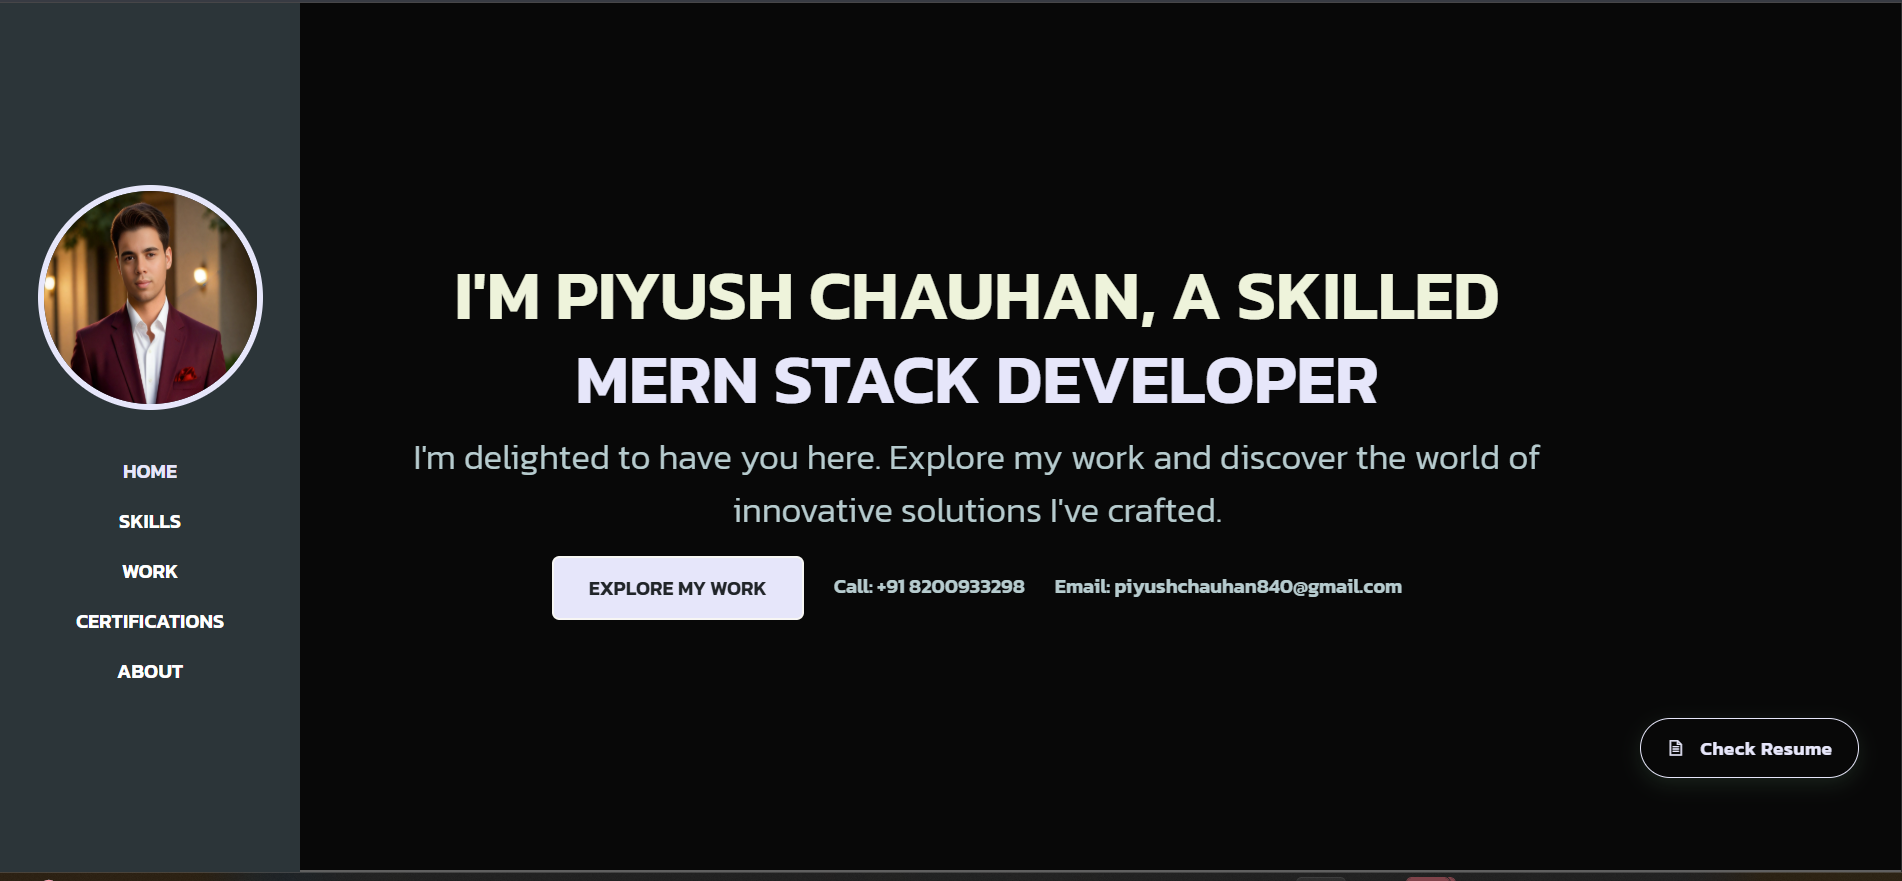 HOME
SKILLS
WORK
CERTIFICATIONS
ABOUT
I'M PIYUSH CHAUHAN, A SKILLED
MERN STACK DEVELOPER
I'm delighted to have you here. Explore my work and discover the world of
innovative solutions I've crafted.
EXPLORE MY WORK
Call: +91 8200933298
Email: piyushchauhan840@gmail.com
Check Resume